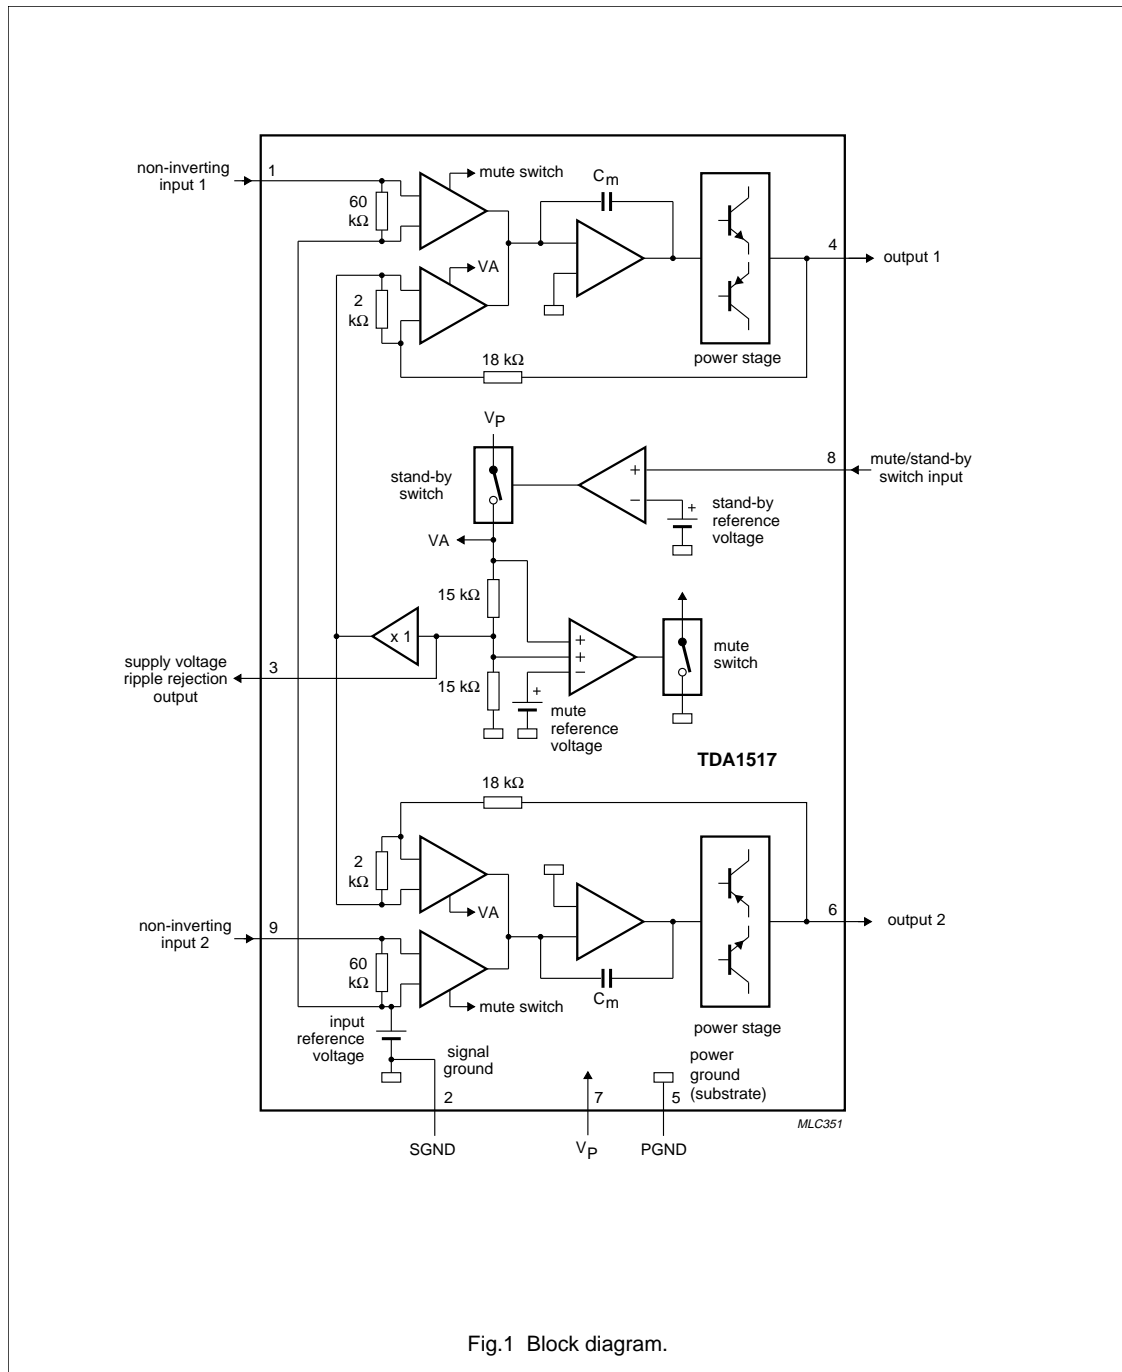 non-inverting
input 1
1
mute switch
Cm
60
kΩ
VA
4
output 1
2
kΩ
power stage
18 kΩ
VP
stand-by
switch
+
−
8
mute/stand-by
switch input
+
stand-by
reference
voltage
VA
15 kΩ
x 1
+
+
−
mute
switch
supply voltage
ripple rejection
output
3
15 kΩ
+
mute
reference
voltage
TDA1517
18 kΩ
2
kΩ
VA
non-inverting
input 2
9
6
output 2
60
kΩ
mute switch
Cm
input
reference
voltage
signal
ground
power stage
power
ground
(substrate)
2
7
5
MLC351
SGND
VP
PGND
Fig.1 Block diagram.